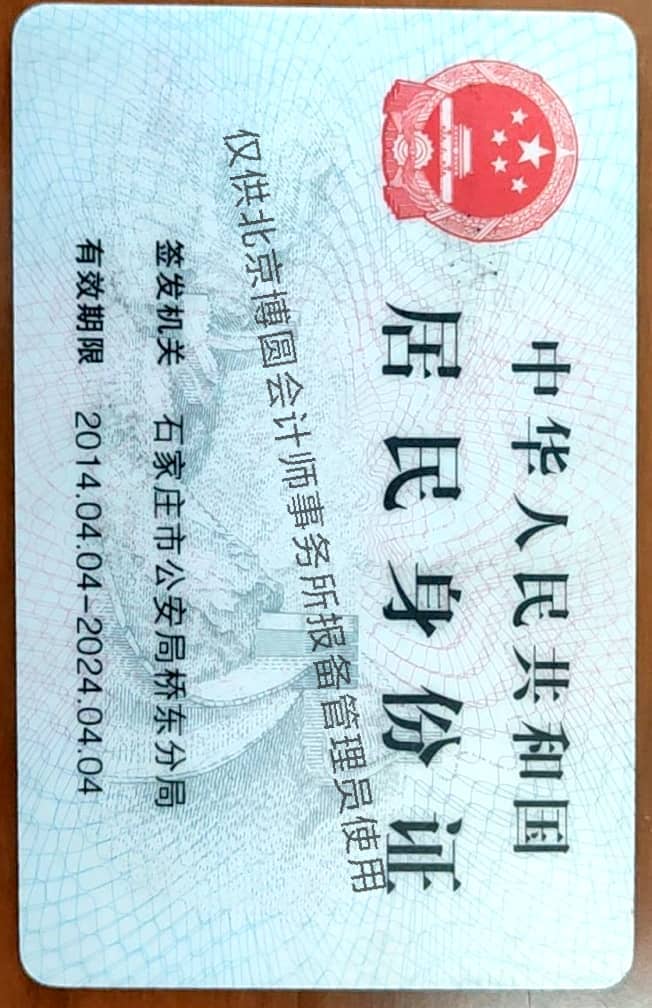 中华人民共和国
居民身份证
仅供北京博圆会计师事务所报备管理员使用
签发机关 石家庄市公安局桥东分局
有效期限 2014.04.04-2024.04.04